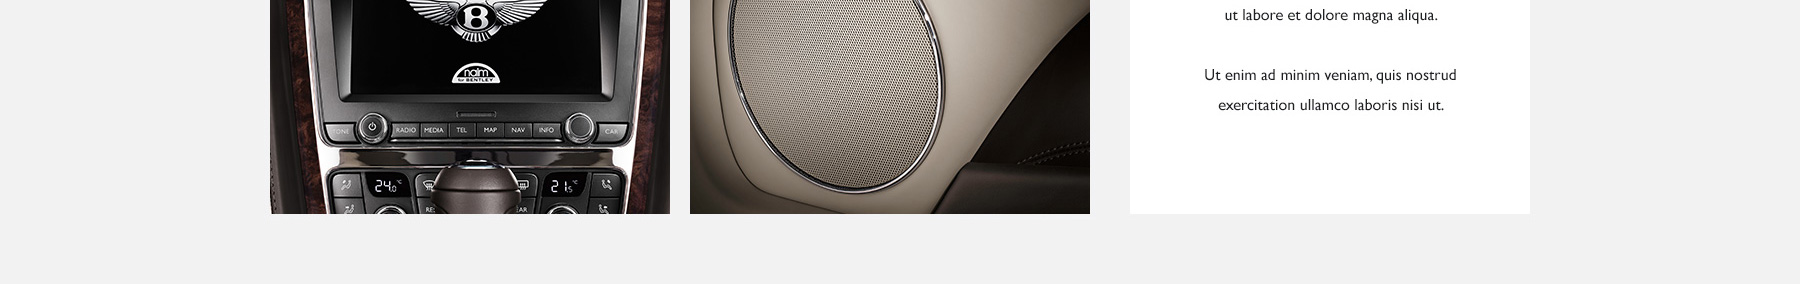 B
naim
for BENTLEY
TONE
RADIO
MEDIA
TEL
MAP
NAV
INFO
CAR
24.0 °C
21.5 °C
ut labore et dolore magna aliqua.
Ut enim ad minim veniam, quis nostrud
exercitation ullamco laboris nisi ut.